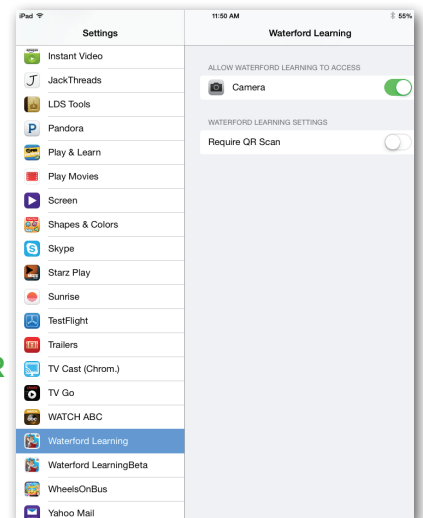 iPad 11:50 AM 55%
Settings
Waterford Learning
Instant Video
JackThreads
LDS Tools
Pandora
Play & Learn
Play Movies
Screen
Shapes & Colors
Skype
Starz Play
Sunrise
TestFlight
Trailers
TV Cast (Chrom.)
TV Go
WATCH ABC
Waterford Learning
Waterford LearningBeta
WheelsOnBus
Yahoo Mail
ALLOW WATERFORD LEARNING TO ACCESS
Camera
WATERFORD LEARNING SETTINGS
Require QR Scan
R